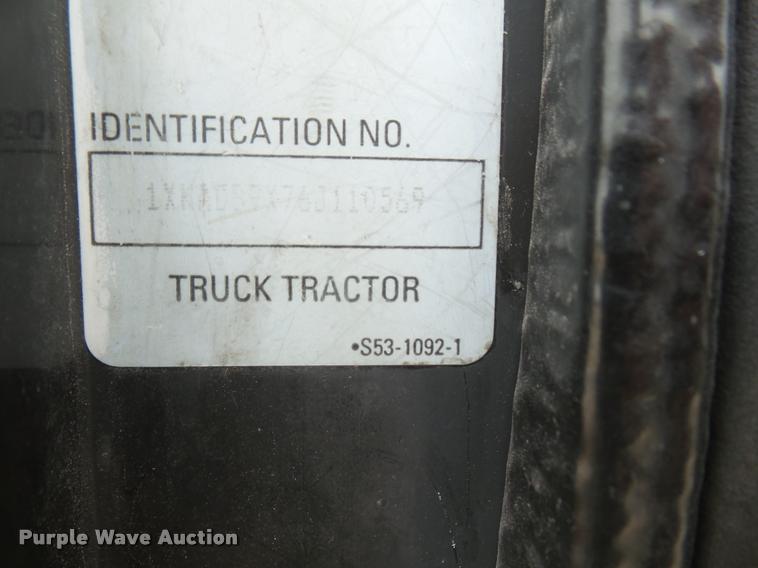 IDENTIFICATION NO.
TRUCK TRACTOR
•S53-1092-1
Purple Wave Auction®